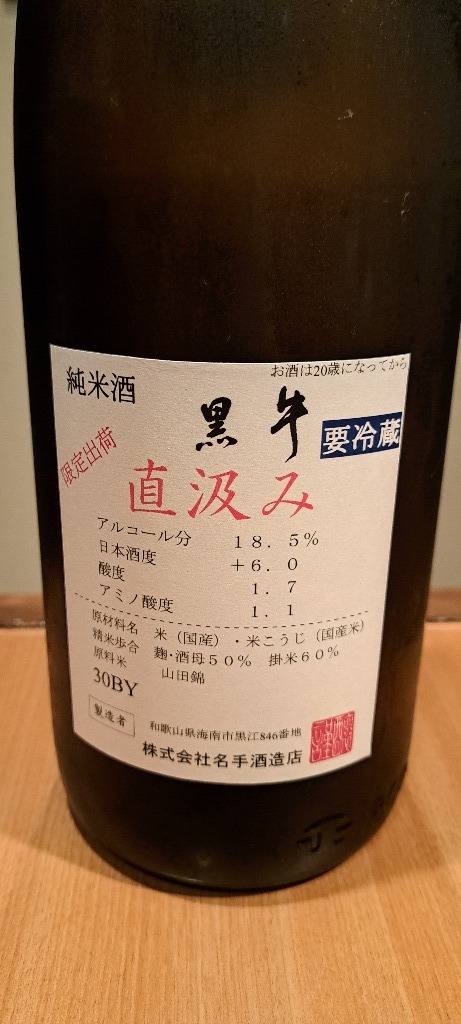 お酒は20歳になってから
純米酒
黒牛
要冷蔵
限定出荷
直汲み
アルコール分 18.5%
日本酒度 +6.0
酸度 1.7
アミノ酸度 1.1
原材料名 米（国産）・米こうじ（国産米）
精米歩合 麹・酒母50% 掛米60%
原料米 山田錦
30BY
製造者 和歌山県海南市黒江846番地
株式会社名手酒造店